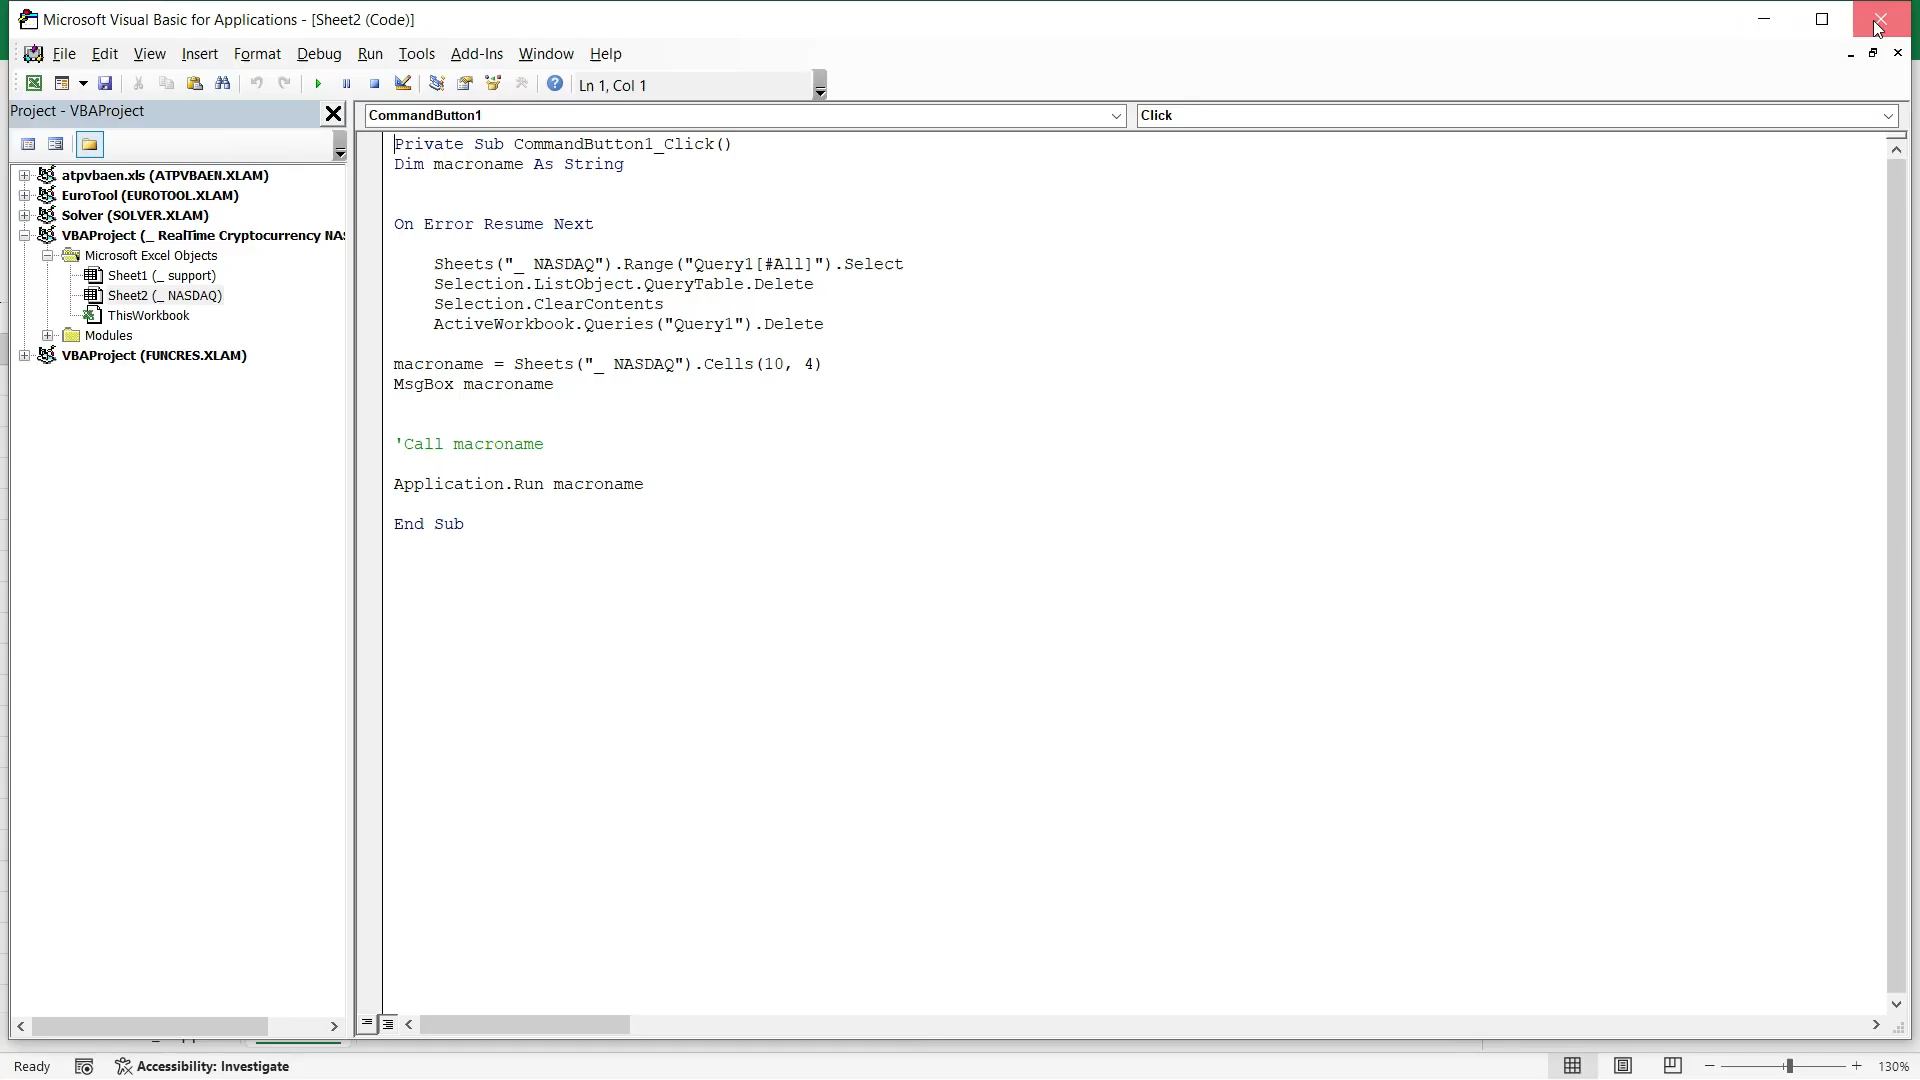 Microsoft Visual Basic for Applications - [Sheet2 (Code)]
File Edit View Insert Format Debug Run Tools Add-Ins Window Help
Ln 1, Col 1
Project - VBAProject
CommandButton1
Click
atpvbaen.xls (ATPVBAEN.XLAM)
EuroTool (EUROTOOL.XLAM)
Solver (SOLVER.XLAM)
VBAProject (_ RealTime Cryptocurrency NAS
Microsoft Excel Objects
Sheet1 (_ support)
Sheet2 (_ NASDAQ)
ThisWorkbook
Modules
VBAProject (FUNCRES.XLAM)
Private Sub CommandButton1_Click()
Dim macroname As String
On Error Resume Next
Sheets("_ NASDAQ").Range("Query1[#All]").Select
Selection.ListObject.QueryTable.Delete
Selection.ClearContents
ActiveWorkbook.Queries("Query1").Delete
macroname = Sheets("_ NASDAQ").Cells(10, 4)
MsgBox macroname
'Call macroname
Application.Run macroname
End Sub
Ready
Accessibility: Investigate
130%